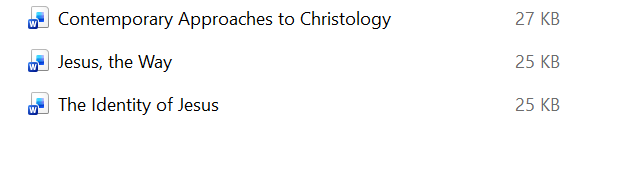 Contemporary Approaches to Christology 27 KB
Jesus, the Way 25 KB
The Identity of Jesus 25 KB